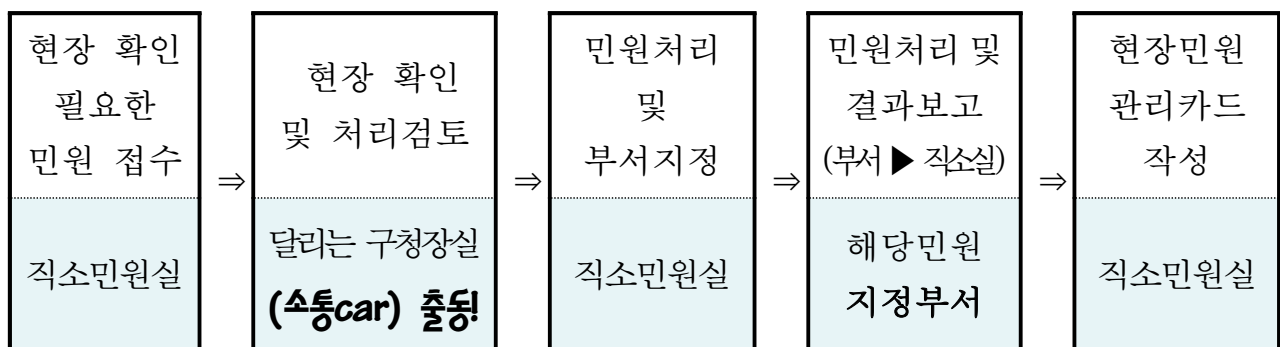 현장 확인
필요한
민원 접수
직소민원실
⇒
현장 확인
및 처리검토
달리는 구청장실
(소통car) 출동!
⇒
민원처리
및
부서지정
직소민원실
⇒
민원처리 및
결과보고
(부서 ▶ 직소실)
해당민원
지정부서
⇒
현장민원
관리카드
작성
직소민원실